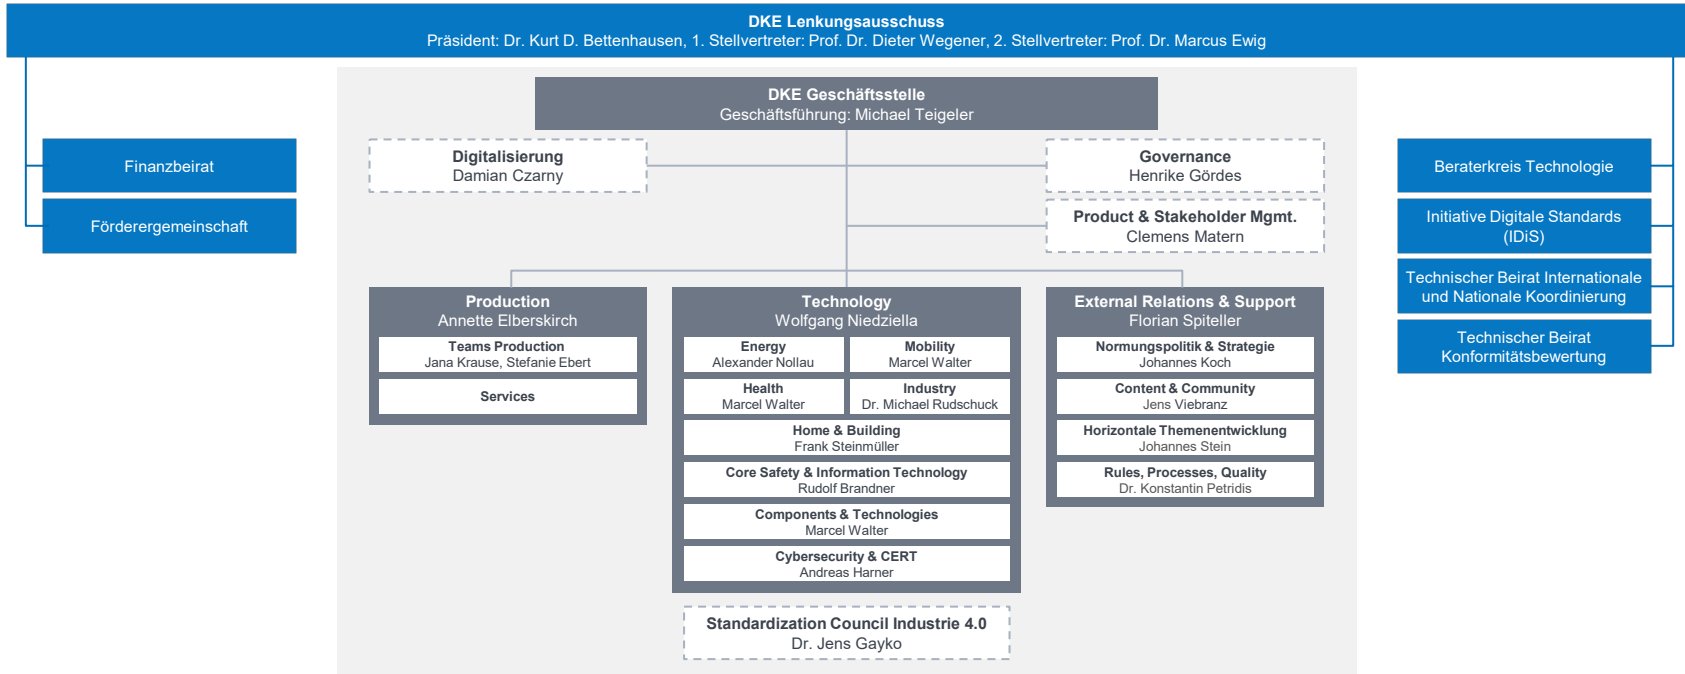 DKE Lenkungsausschuss
Präsident: Dr. Kurt D. Bettenhausen, 1. Stellvertreter: Prof. Dr. Dieter Wegener, 2. Stellvertreter: Prof. Dr. Marcus Ewig
DKE Geschäftsstelle
Geschäftsführung: Michael Teigeler
Finanzbeirat
Förderergemeinschaft
Digitalisierung
Damian Czarny
Governance
Henrike Gördes
Product & Stakeholder Mgmt.
Clemens Matern
Beraterkreis Technologie
Initiative Digitale Standards
(IDiS)
Technischer Beirat Internationale
und Nationale Koordinierung
Technischer Beirat
Konformitätsbewertung
Production
Annette Elberskirch
Teams Production
Jana Krause, Stefanie Ebert
Services
Technology
Wolfgang Niedziella
Energy
Alexander Nollau
Mobility
Marcel Walter
Health
Marcel Walter
Industry
Dr. Michael Rudschuck
Home & Building
Frank Steinmüller
Core Safety & Information Technology
Rudolf Brandner
Components & Technologies
Marcel Walter
Cybersecurity & CERT
Andreas Harner
External Relations & Support
Florian Spiteller
Normungspolitik & Strategie
Johannes Koch
Content & Community
Jens Viebranz
Horizontale Themenentwicklung
Johannes Stein
Rules, Processes, Quality
Dr. Konstantin Petridis
Standardization Council Industrie 4.0
Dr. Jens Gayko